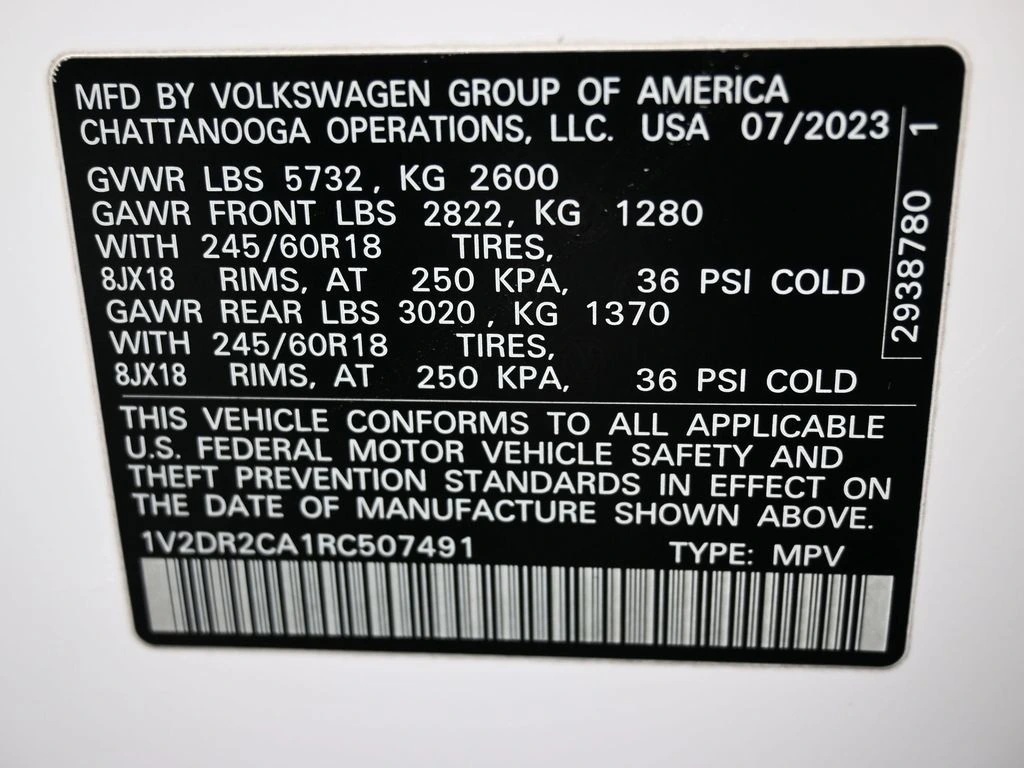 MFD BY VOLKSWAGEN GROUP OF AMERICA
CHATTANOOGA OPERATIONS, LLC. USA 07/2023
GVWR LBS 5732, KG 2600
GAWR FRONT LBS 2822, KG 1280
WITH 245/60R18 TIRES,
8JX18 RIMS, AT 250 KPA, 36 PSI COLD
GAWR REAR LBS 3020, KG 1370
WITH 245/60R18 TIRES,
8JX18 RIMS, AT 250 KPA, 36 PSI COLD
THIS VEHICLE CONFORMS TO ALL APPLICABLE
U.S. FEDERAL MOTOR VEHICLE SAFETY AND
THEFT PREVENTION STANDARDS IN EFFECT ON
THE DATE OF MANUFACTURE SHOWN ABOVE.
1V2DR2CA1RC507491 TYPE: MPV
2938780 1